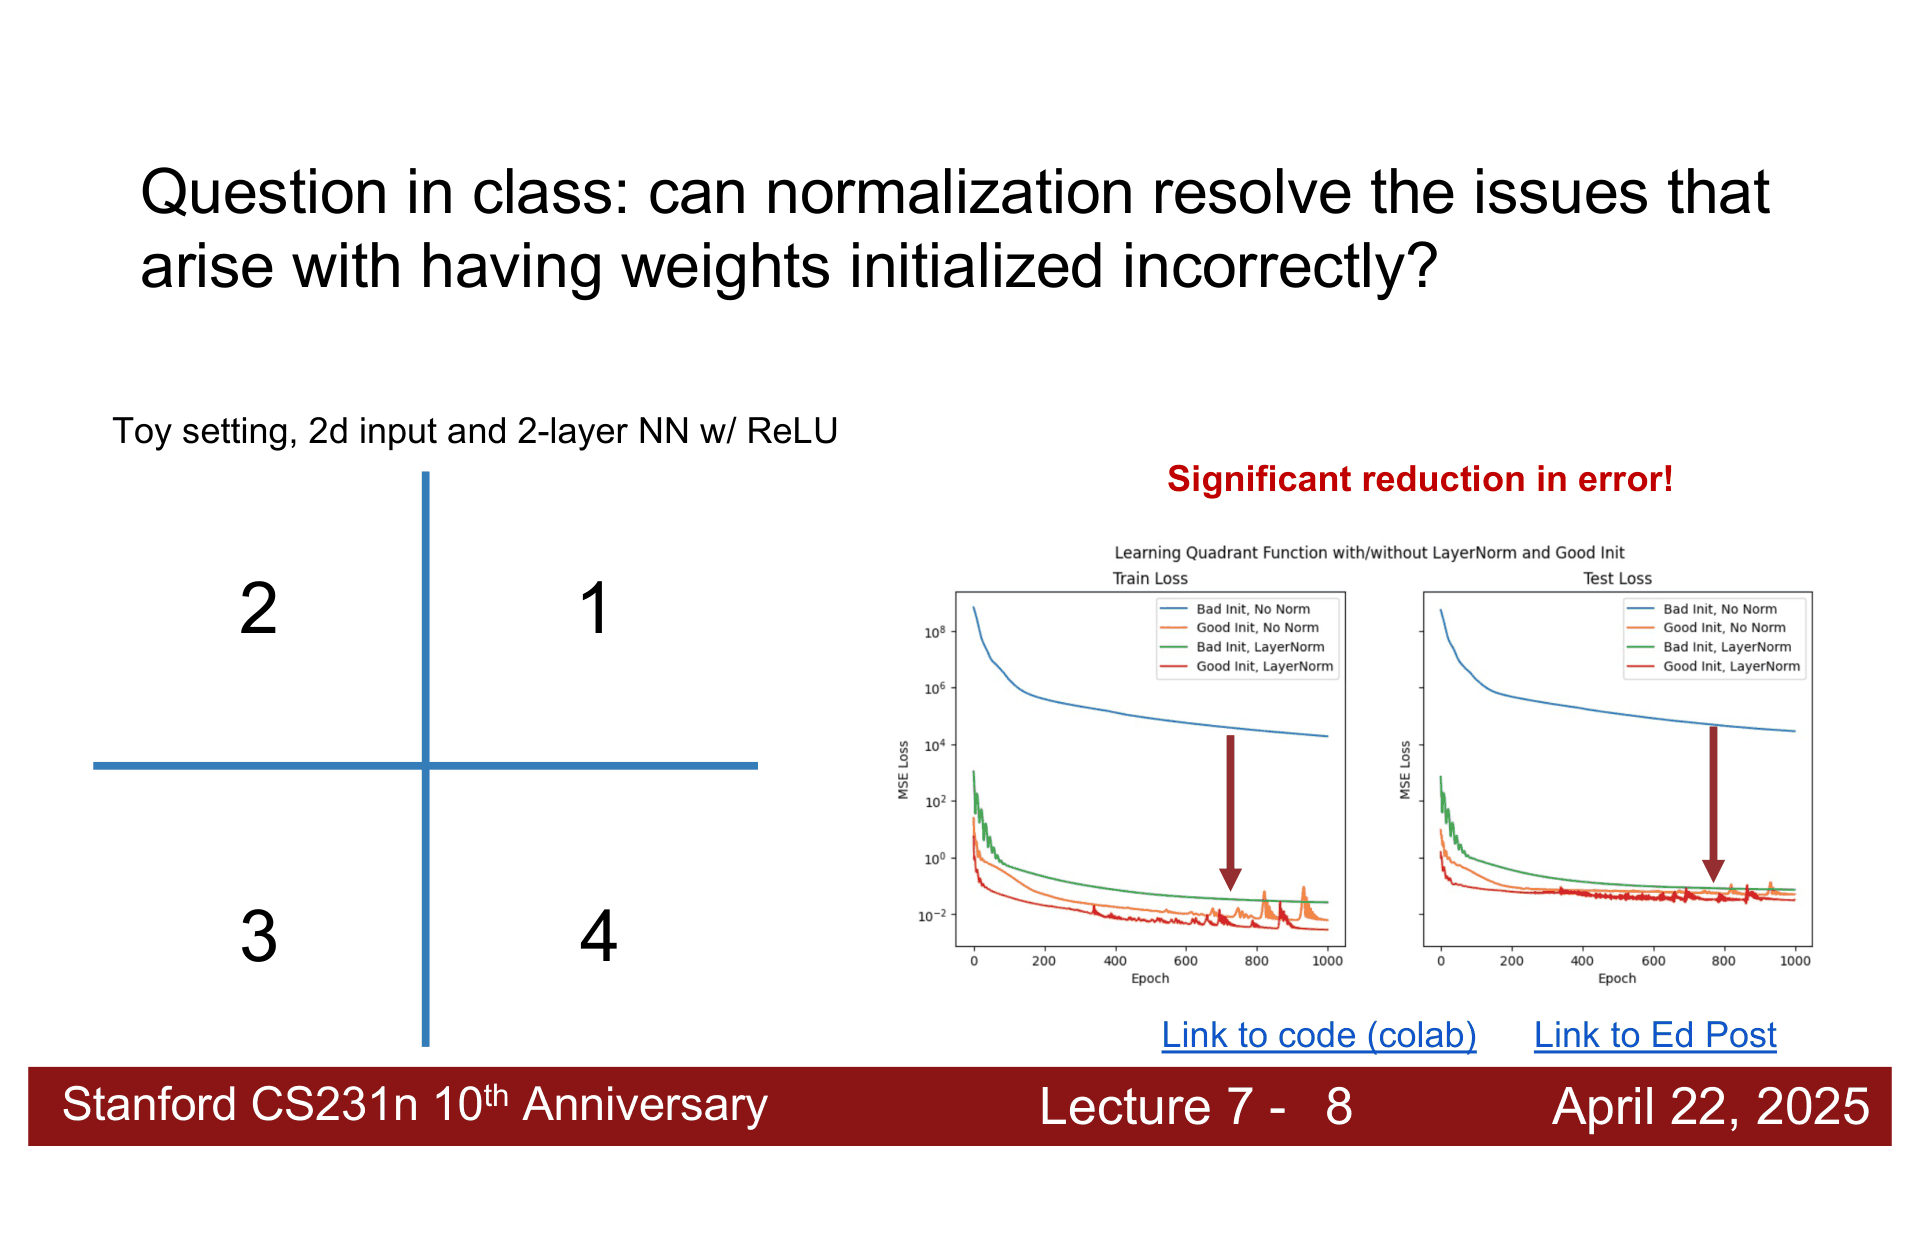 Question in class: can normalization resolve the issues that
arise with having weights initialized incorrectly?
Toy setting, 2d input and 2-layer NN w/ ReLU
2 1
3 4
Significant reduction in error!
Learning Quadrant Function with/without LayerNorm and Good Init
Train Loss
Bad Init, No Norm
Good Init, No Norm
Bad Init, LayerNorm
Good Init, LayerNorm
MSE Loss
10⁸
10⁶
10⁴
10²
10⁰
10⁻²
0 200 400 600 800 1000
Epoch
Test Loss
Bad Init, No Norm
Good Init, No Norm
Bad Init, LayerNorm
Good Init, LayerNorm
MSE Loss
0 200 400 600 800 1000
Epoch
Link to code (colab) Link to Ed Post
Stanford CS231n 10th Anniversary Lecture 7 - 8 April 22, 2025